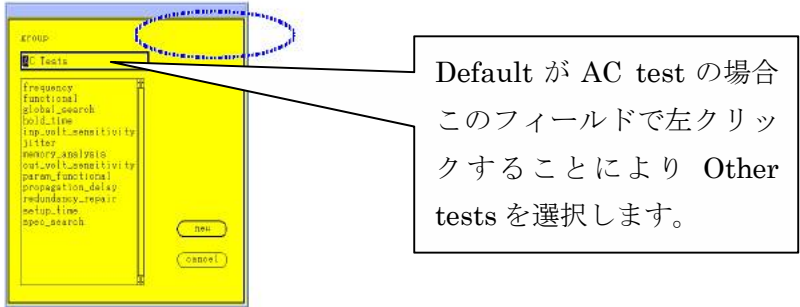 group
AC Tests
frequency
functional
global_search
hold_time
inp_volt_sensitivity
jitter
memory_analysis
out_volt_sensitivity
param_functional
propagation_delay
redundancy_repair
setup_time
spec_search
new
cancel
Default が AC test の場合
このフィールドで左クリッ
クすることにより Other
tests を選択します。